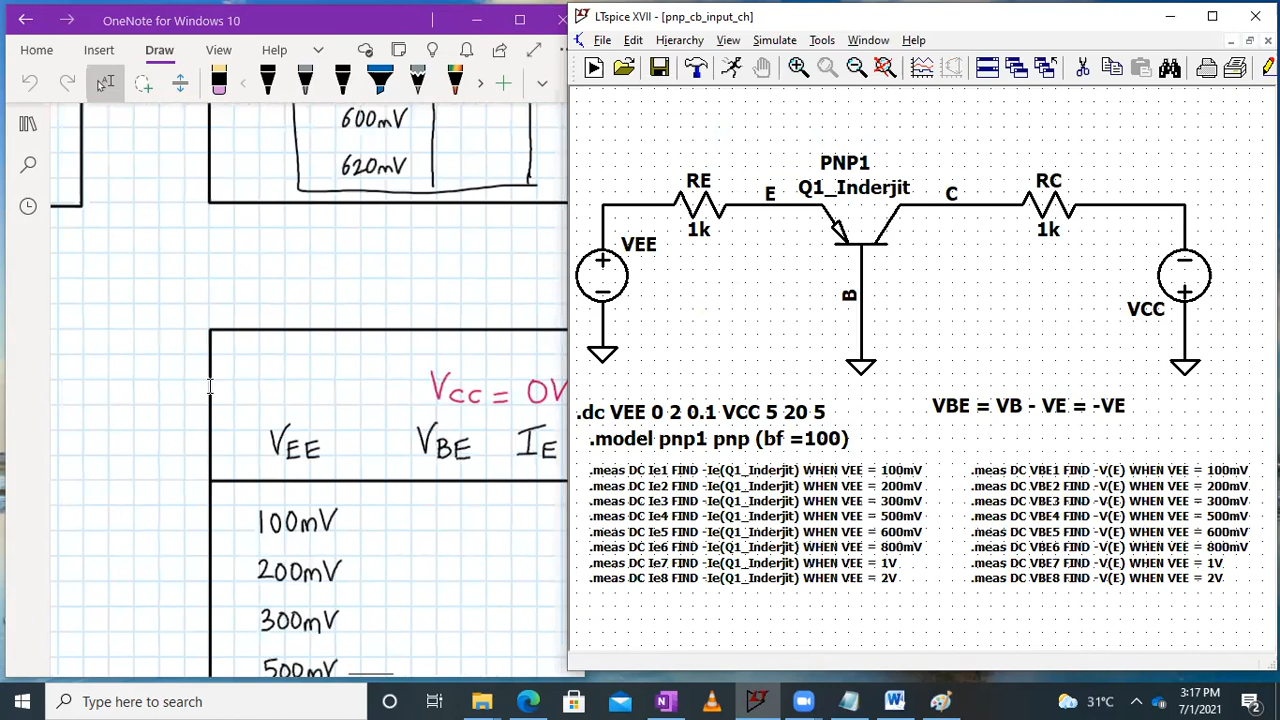 OneNote for Windows 10
Home Insert Draw View Help
600mV
620mV
VCC = 0V
VEE VBE IE
100mV
200mV
300mV
500mV
LTspice XVII - [pnp_cb_input_ch]
File Edit Hierarchy View Simulate Tools Window Help
PNP1
RE Q1_Inderjit RC
E C
1k 1k
VEE
B
VCC
.dc VEE 0 2 0.1 VCC 5 20 5
VBE = VB - VE = -VE
.model pnp1 pnp (bf =100)
.meas DC Ie1 FIND -Ie(Q1_Inderjit) WHEN VEE = 100mV
.meas DC Ie2 FIND -Ie(Q1_Inderjit) WHEN VEE = 200mV
.meas DC Ie3 FIND -Ie(Q1_Inderjit) WHEN VEE = 300mV
.meas DC Ie4 FIND -Ie(Q1_Inderjit) WHEN VEE = 500mV
.meas DC Ie5 FIND -Ie(Q1_Inderjit) WHEN VEE = 600mV
.meas DC Ie6 FIND -Ie(Q1_Inderjit) WHEN VEE = 800mV
.meas DC Ie7 FIND -Ie(Q1_Inderjit) WHEN VEE = 1V
.meas DC Ie8 FIND -Ie(Q1_Inderjit) WHEN VEE = 2V
.meas DC VBE1 FIND -V(E) WHEN VEE = 100mV
.meas DC VBE2 FIND -V(E) WHEN VEE = 200mV
.meas DC VBE3 FIND -V(E) WHEN VEE = 300mV
.meas DC VBE4 FIND -V(E) WHEN VEE = 500mV
.meas DC VBE5 FIND -V(E) WHEN VEE = 600mV
.meas DC VBE6 FIND -V(E) WHEN VEE = 800mV
.meas DC VBE7 FIND -V(E) WHEN VEE = 1V
.meas DC VBE8 FIND -V(E) WHEN VEE = 2V
Type here to search
31°C
3:17 PM
7/1/2021
2